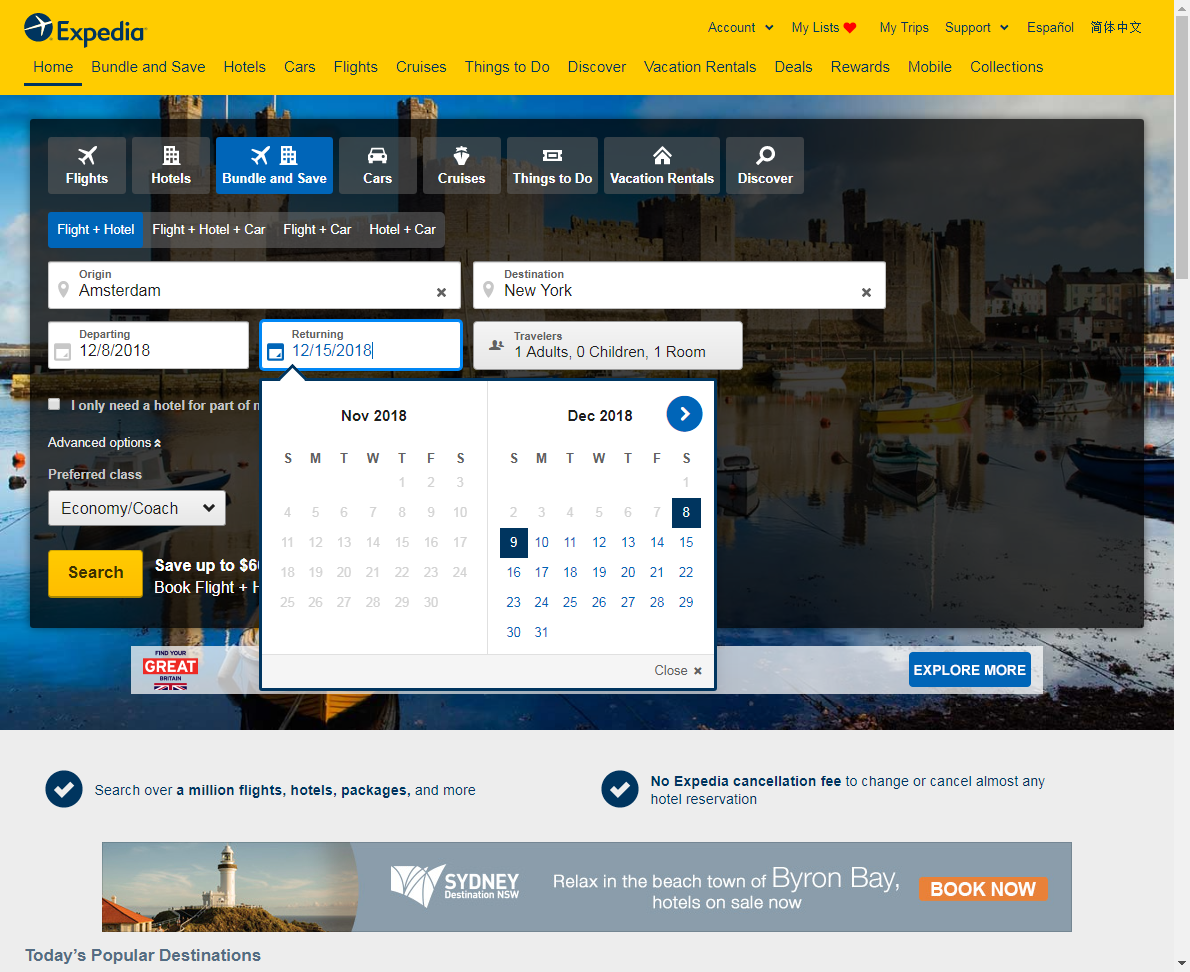 Expedia
Account My Lists My Trips Support Español 简体中文
Home Bundle and Save Hotels Cars Flights Cruises Things to Do Discover Vacation Rentals Deals Rewards Mobile Collections
Flights Hotels Bundle and Save Cars Cruises Things to Do Vacation Rentals Discover
Flight + Hotel Flight + Hotel + Car Flight + Car Hotel + Car
Origin
Amsterdam
Destination
New York
Departing
12/8/2018
Returning
12/15/2018
Travelers
1 Adults, 0 Children, 1 Room
I only need a hotel for part of
Advanced options
Preferred class
Economy/Coach
Search
Save up to
Book Flight +
Nov 2018
S M T W T F S
1 2 3
4 5 6 7 8 9 10
11 12 13 14 15 16 17
18 19 20 21 22 23 24
25 26 27 28 29 30
Dec 2018
S M T W T F S
1
2 3 4 5 6 7 8
9 10 11 12 13 14 15
16 17 18 19 20 21 22
23 24 25 26 27 28 29
30 31
Close
FIND YOUR
GREAT
BRITAIN
EXPLORE MORE
Search over a million flights, hotels, packages, and more
No Expedia cancellation fee to change or cancel almost any
hotel reservation
SYDNEY
Destination NSW
Relax in the beach town of Byron Bay,
hotels on sale now
BOOK NOW
Today's Popular Destinations